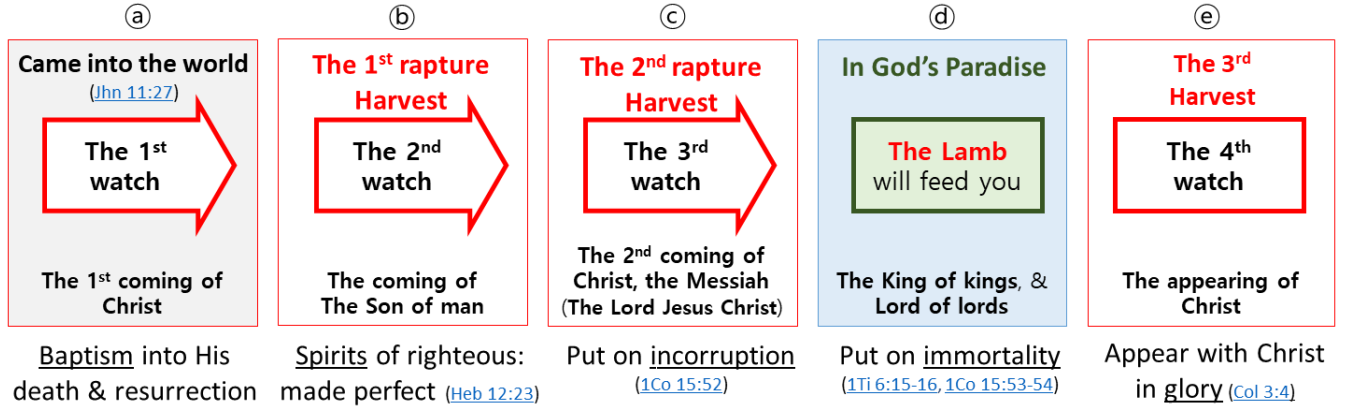 ⓐ
Came into the world
(Jhn 11:27)
The 1st
watch
The 1st coming of
Christ
Baptism into His
death & resurrection
ⓑ
The 1st rapture
Harvest
The 2nd
watch
The coming of
The Son of man
Spirits of righteous:
made perfect (Heb 12:23)
ⓒ
The 2nd rapture
Harvest
The 3rd
watch
The 2nd coming of
Christ, the Messiah
(The Lord Jesus Christ)
Put on incorruption
(1Co 15:52)
ⓓ
In God's Paradise
The Lamb
will feed you
The King of kings, &
Lord of lords
Put on immortality
(1Ti 6:15-16, 1Co 15:53-54)
ⓔ
The 3rd
Harvest
The 4th
watch
The appearing of
Christ
Appear with Christ
in glory (Col 3:4)